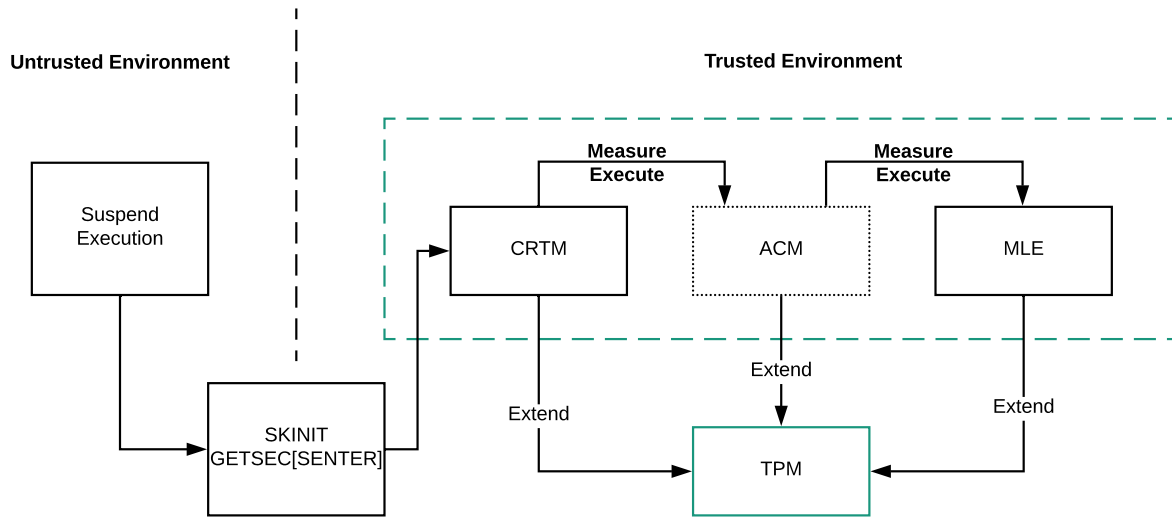 Untrusted Environment
Trusted Environment
Measure
Execute
Measure
Execute
Suspend
Execution
CRTM
ACM
MLE
Extend
Extend
Extend
SKINIT
GETSEC[SENTER]
TPM